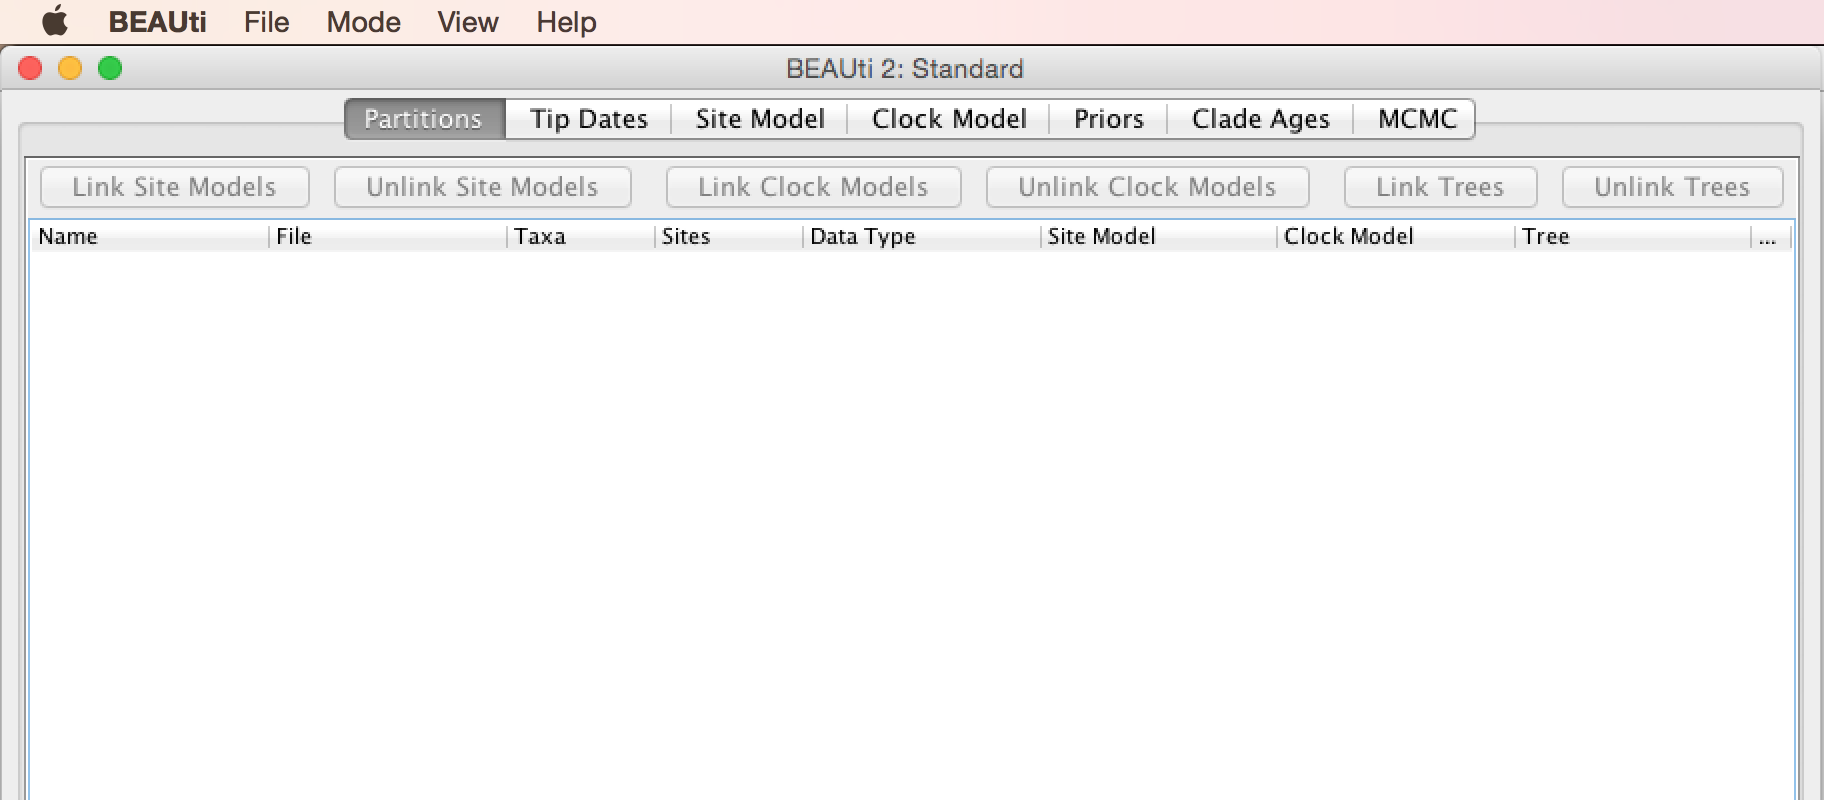 BEAUti File Mode View Help
BEAUti 2: Standard
Partitions Tip Dates Site Model Clock Model Priors Clade Ages MCMC
Link Site Models Unlink Site Models Link Clock Models Unlink Clock Models Link Trees Unlink Trees
Name File Taxa Sites Data Type Site Model Clock Model Tree ...